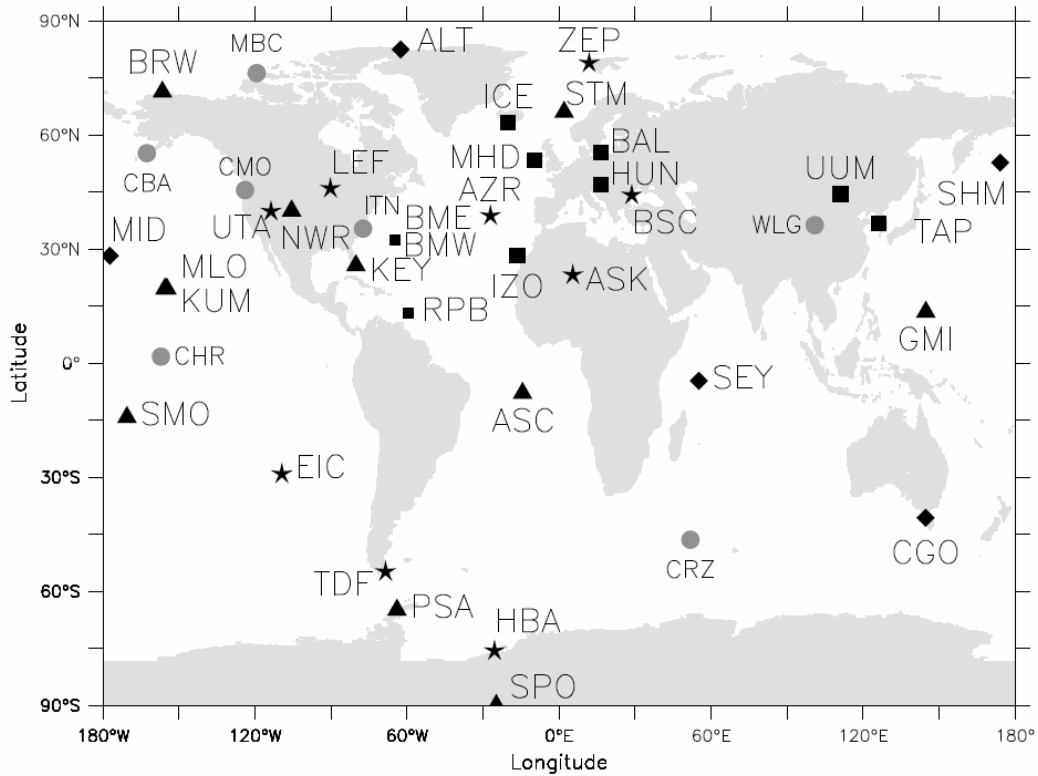 90°N
MBC
ALT
ZEP
BRW
ICE
STM
60°N
MHD
BAL
CBA
CMO
LEF
HUN
UUM
AZR
SHM
ITN
BME
UTA
NWR
BMW
BSC
WLG
TAP
MID
30°N
KEY
MLO
IZO
ASK
KUM
RPB
GMI
0°
CHR
SEY
SMO
ASC
30°S
EIC
CGO
CRZ
TDF
60°S
PSA
HBA
SPO
90°S
180°W
120°W
60°W
0°E
60°E
120°E
180°
Longitude
Latitude